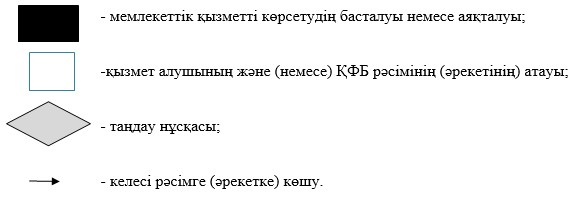 - мемлекеттік қызметті көрсетудің басталуы немесе аяқталуы;
-қызмет алушының және (немесе) ҚФБ рәсімінің (әрекетінің) атауы;
- таңдау нұсқасы;
- келесі рәсімге (әрекетке) көшу.